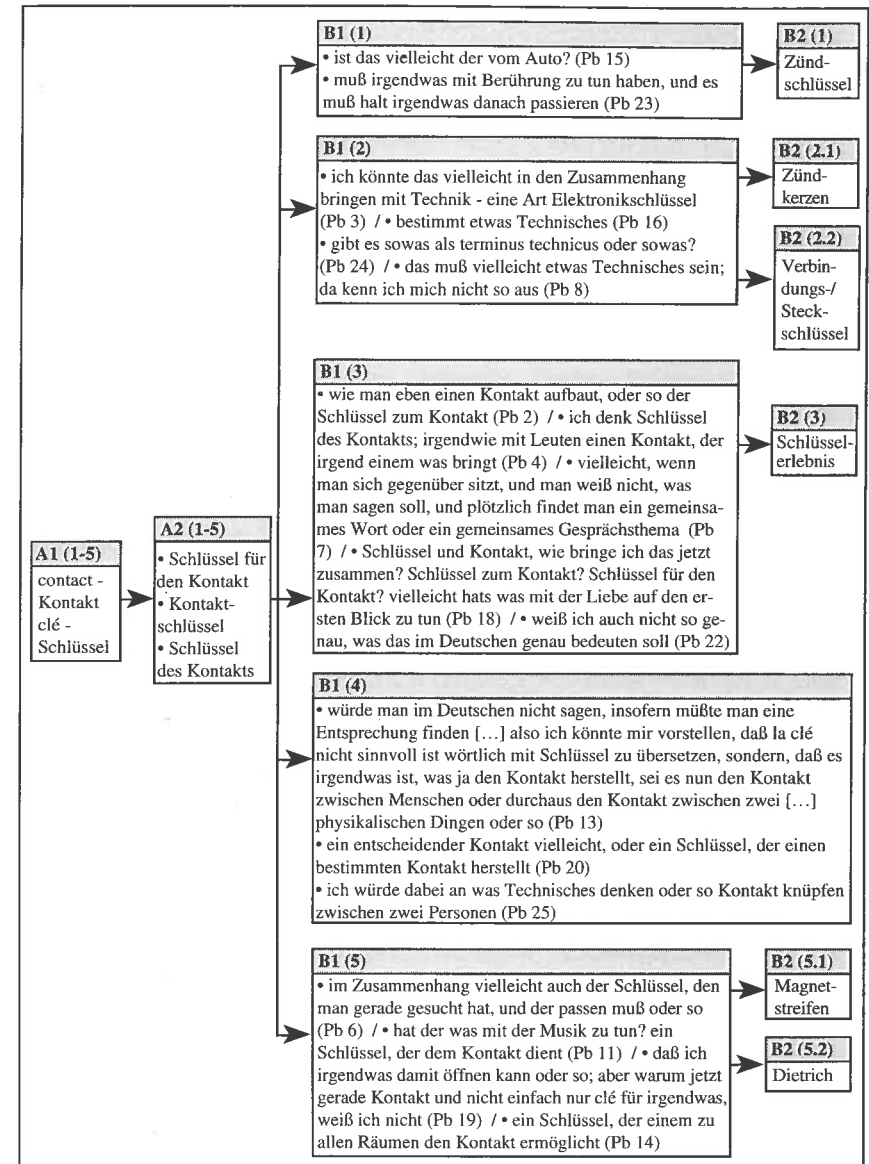 A1 (1-5)
contact -
Kontakt
clé -
Schlüssel
A2 (1-5)
• Schlüssel für
den Kontakt
• Kontakt-
schlüssel
• Schlüssel
des Kontakts
B1 (1)
• ist das vielleicht der vom Auto? (Pb 15)
• muß irgendwas mit Berührung zu tun haben, und es
muß halt irgendwas danach passieren (Pb 23)
B2 (1)
Zünd-
schlüssel
B1 (2)
• ich könnte das vielleicht in den Zusammenhang
bringen mit Technik - eine Art Elektronikschlüssel
(Pb 3) / • bestimmt etwas Technisches (Pb 16)
• gibt es sowas als terminus technicus oder sowas?
(Pb 24) / • das muß vielleicht etwas Technisches sein;
da kenn ich mich nicht so aus (Pb 8)
B2 (2.1)
Zünd-
kerzen
B2 (2.2)
Verbin-
dungs-/
Steck-
schlüssel
B1 (3)
• wie man eben einen Kontakt aufbaut, oder so der
Schlüssel zum Kontakt (Pb 2) / • ich denk Schlüssel
des Kontakts; irgendwie mit Leuten einen Kontakt, der
irgend einem was bringt (Pb 4) / • vielleicht, wenn
man sich gegenüber sitzt, und man weiß nicht, was
man sagen soll, und plötzlich findet man ein gemeinsa-
mes Wort oder ein gemeinsames Gesprächsthema (Pb
7) / • Schlüssel und Kontakt, wie bringe ich das jetzt
zusammen? Schlüssel zum Kontakt? Schlüssel für den
Kontakt? vielleicht hats was mit der Liebe auf den er-
sten Blick zu tun (Pb 18) / • weiß ich auch nicht so ge-
nau, was das im Deutschen genau bedeuten soll (Pb 22)
B2 (3)
Schlüssel-
erlebnis
B1 (4)
• würde man im Deutschen nicht sagen, insofern müßte man eine
Entsprechung finden […] also ich könnte mir vorstellen, daß la clé
nicht sinnvoll ist wörtlich mit Schlüssel zu übersetzen, sondern, daß es
irgendwas ist, was ja den Kontakt herstellt, sei es nun den Kontakt
zwischen Menschen oder durchaus den Kontakt zwischen zwei […]
physikalischen Dingen oder so (Pb 13)
• ein entscheidender Kontakt vielleicht, oder ein Schlüssel, der einen
bestimmten Kontakt herstellt (Pb 20)
• ich würde dabei an was Technisches denken oder so Kontakt knüpfen
zwischen zwei Personen (Pb 25)
B1 (5)
• im Zusammenhang vielleicht auch der Schlüssel, den
man gerade gesucht hat, und der passen muß oder so
(Pb 6) / • hat der was mit der Musik zu tun? ein
Schlüssel, der dem Kontakt dient (Pb 11) / • daß ich
irgendwas damit öffnen kann oder so; aber warum jetzt
gerade Kontakt und nicht einfach nur clé für irgendwas,
weiß ich nicht (Pb 19) / • ein Schlüssel, der einem zu
allen Räumen den Kontakt ermöglicht (Pb 14)
B2 (5.1)
Magnet-
streifen
B2 (5.2)
Dietrich